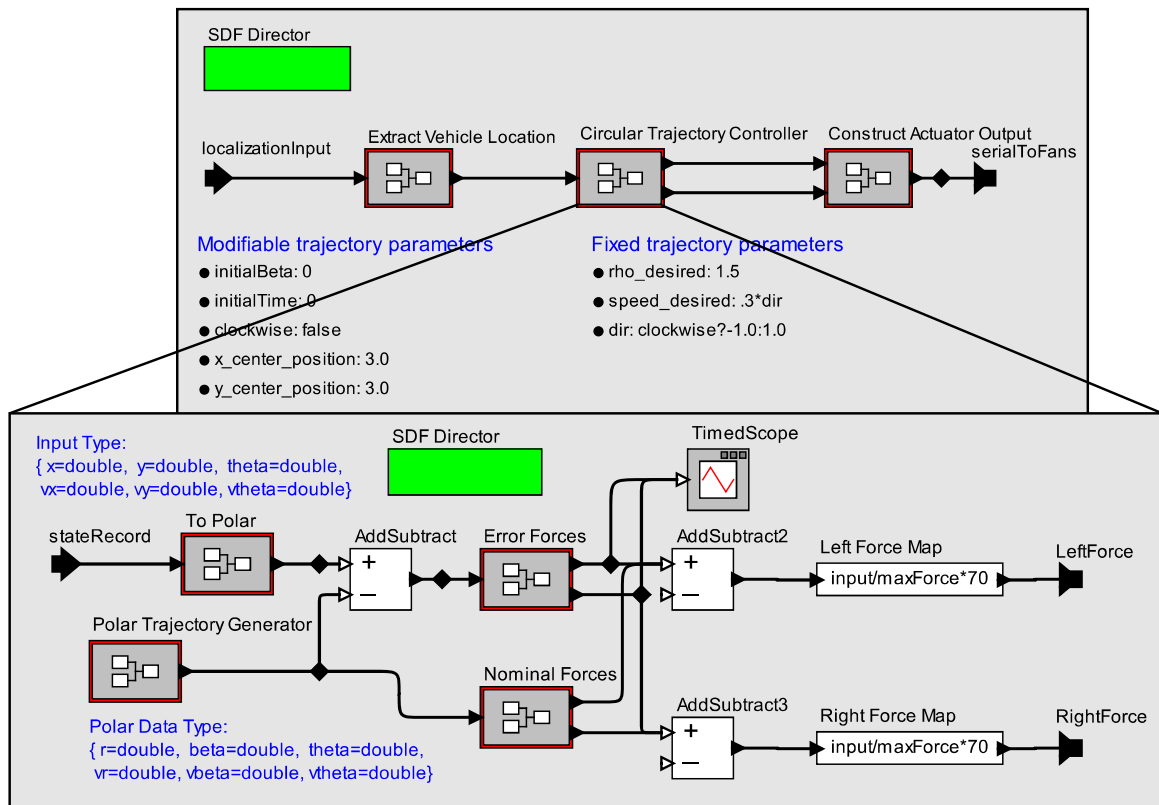 SDF Director
localizationInput
Extract Vehicle Location
Circular Trajectory Controller
Construct Actuator Output
serialToFans
Modifiable trajectory parameters
initialBeta: 0
initialTime: 0
clockwise: false
x_center_position: 3.0
y_center_position: 3.0
Fixed trajectory parameters
rho_desired: 1.5
speed_desired: .3*dir
dir: clockwise?-1.0:1.0
Input Type:
{ x=double, y=double, theta=double,
vx=double, vy=double, vtheta=double}
SDF Director
TimedScope
stateRecord
To Polar
AddSubtract
+
–
Error Forces
AddSubtract2
+
–
Left Force Map
input/maxForce*70
LeftForce
Polar Trajectory Generator
Nominal Forces
AddSubtract3
+
–
Right Force Map
input/maxForce*70
RightForce
Polar Data Type:
{ r=double, beta=double, theta=double,
vr=double, vbeta=double, vtheta=double}